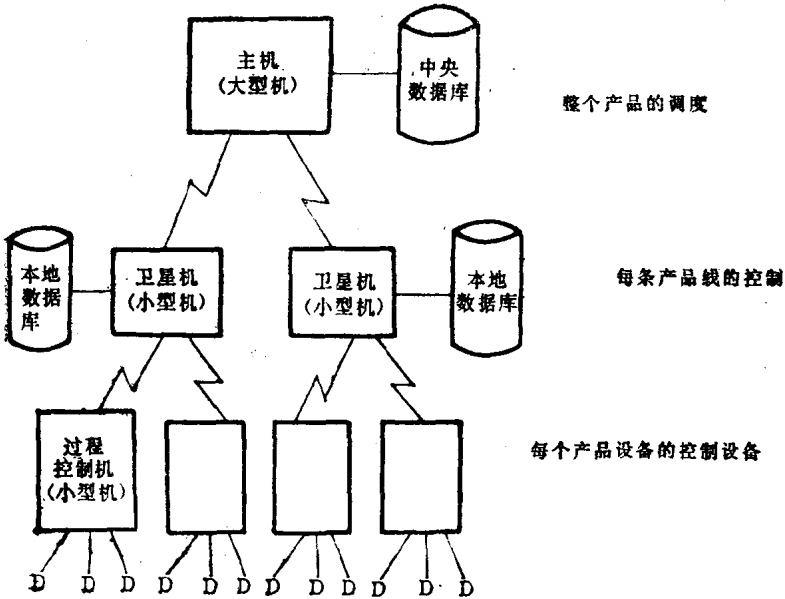 主机
(大型机)
中央
数据库
整个产品的调度
本地
数据
库
卫星机
(小型机)
卫星机
(小型机)
本地
数据库
每条产品线的控制
过程
控制机
(小型机)
每个产品设备的控制设备
D D D D D D D D D D D D